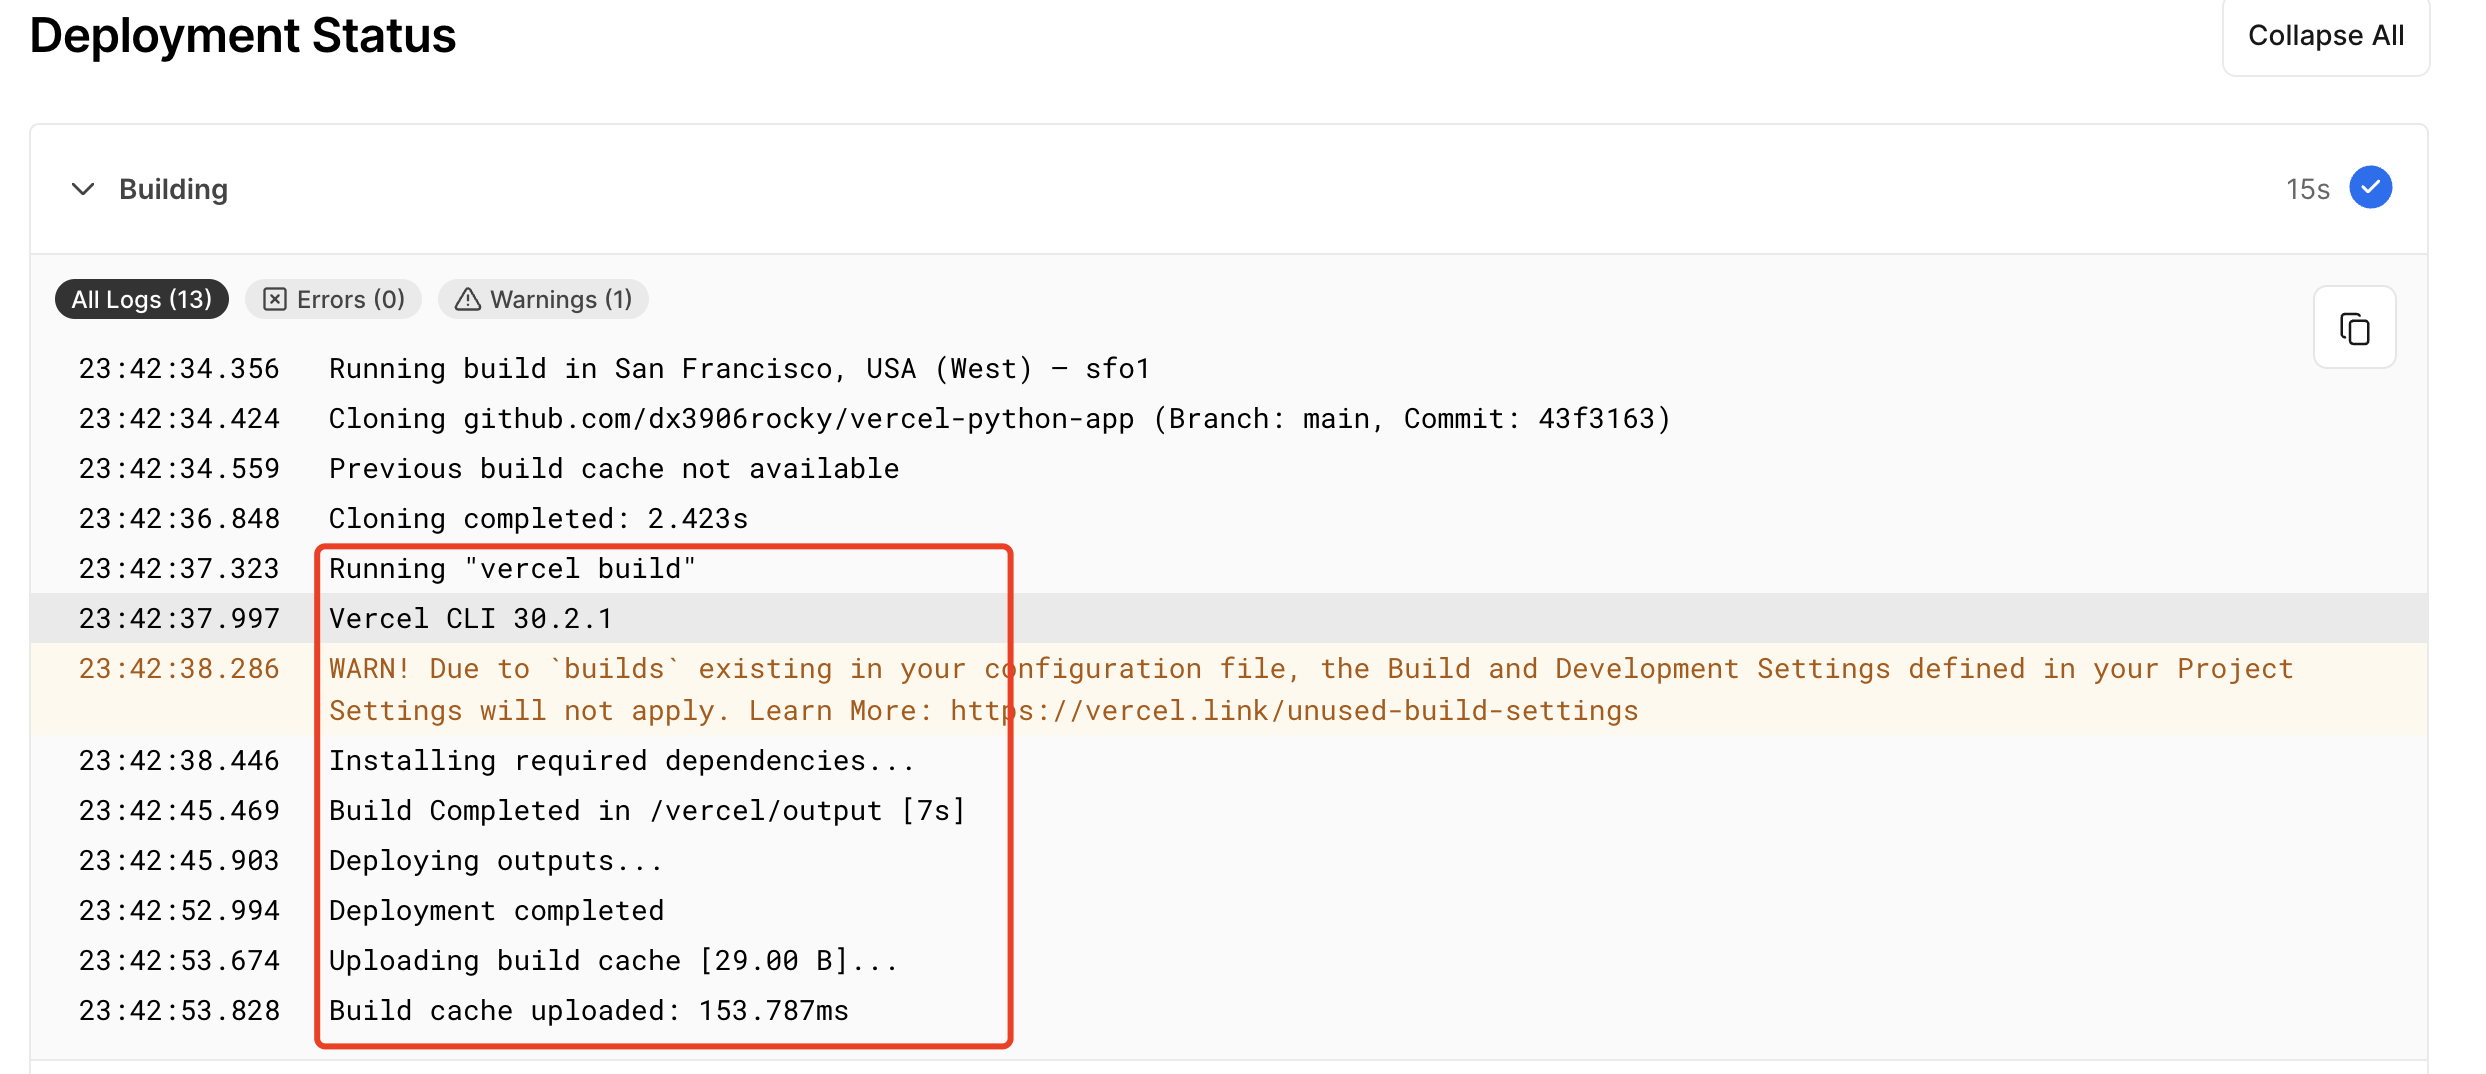 Deployment Status
Collapse All
Building
15s
All Logs (13)
Errors (0)
Warnings (1)
23:42:34.356 Running build in San Francisco, USA (West) – sfo1
23:42:34.424 Cloning github.com/dx3906rocky/vercel-python-app (Branch: main, Commit: 43f3163)
23:42:34.559 Previous build cache not available
23:42:36.848 Cloning completed: 2.423s
23:42:37.323 Running "vercel build"
23:42:37.997 Vercel CLI 30.2.1
23:42:38.286 WARN! Due to `builds` existing in your configuration file, the Build and Development Settings defined in your Project
Settings will not apply. Learn More: https://vercel.link/unused-build-settings
23:42:38.446 Installing required dependencies...
23:42:45.469 Build Completed in /vercel/output [7s]
23:42:45.903 Deploying outputs...
23:42:52.994 Deployment completed
23:42:53.674 Uploading build cache [29.00 B]...
23:42:53.828 Build cache uploaded: 153.787ms